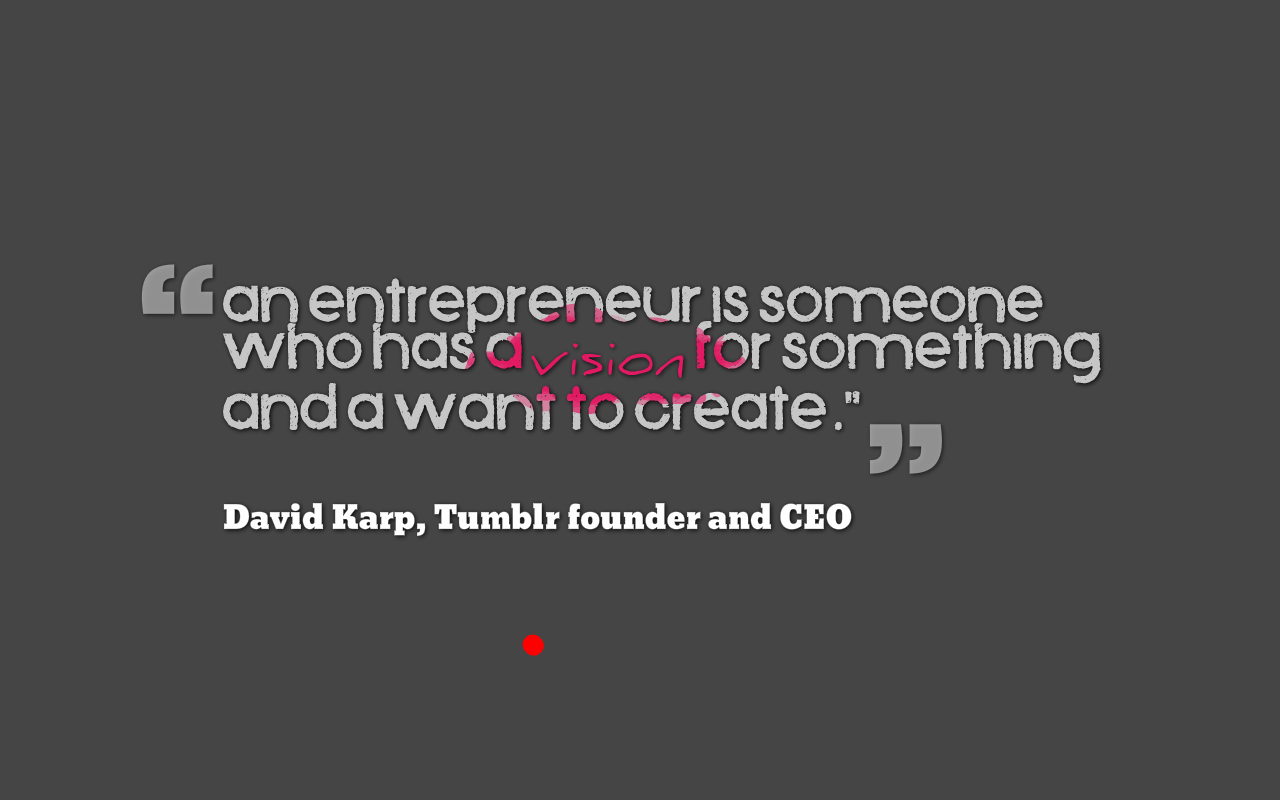 “an entrepreneur is someone
who has a vision for something
and a want to create."
”
David Karp, Tumblr founder and CEO